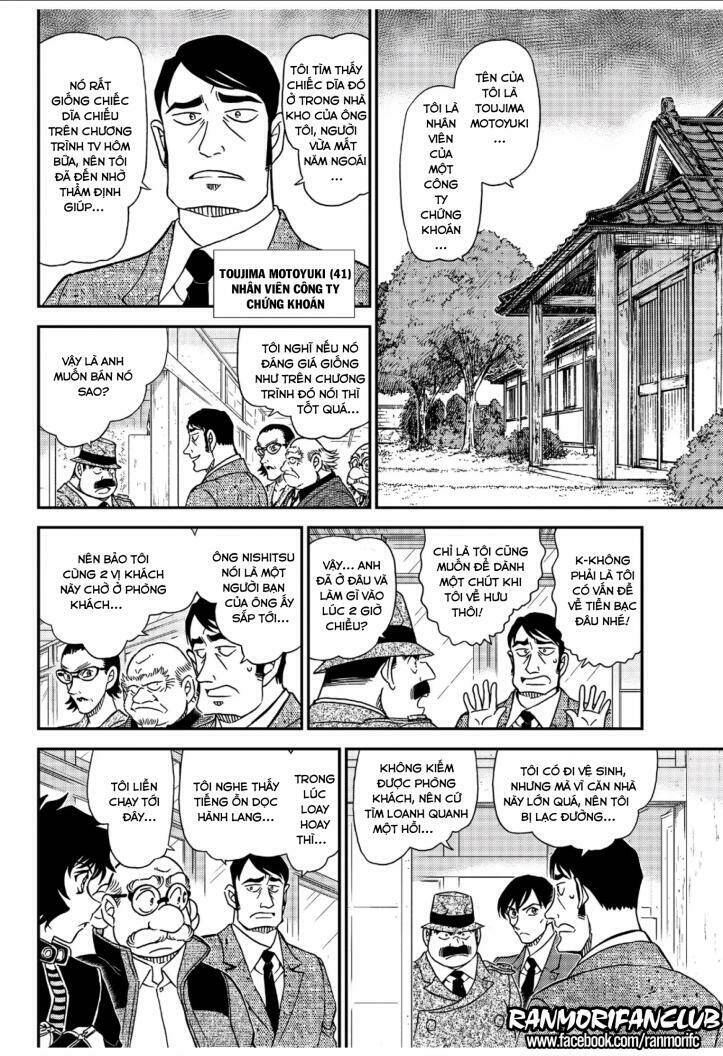 TÊN CỦA
TÔI LÀ
TOUJIMA
MOTOYUKI
...
TÔI LÀ
NHÂN
VIÊN
CỦA
MỘT
CÔNG
TY
CHỨNG
KHOÁN
...
TÔI TÌM THẤY
CHIẾC DĨA ĐÓ
Ở TRONG NHÀ
KHO CỦA ÔNG
TÔI, NGƯỜI
VỪA MẤT
NĂM NGOÁI
...
NÓ RẤT
GIỐNG CHIẾC
DĨA CHIẾU
TRÊN CHƯƠNG
TRÌNH TV HÔM
BỮA, NÊN TÔI
ĐÃ ĐẾN NHỜ
THẨM ĐỊNH
GIÚP...
TOUJIMA MOTOYUKI (41)
NHÂN VIÊN CÔNG TY
CHỨNG KHOÁN
TÔI NGHĨ NẾU NÓ
ĐÁNG GIÁ GIỐNG
NHƯ TRÊN CHƯƠNG
TRÌNH ĐÓ NÓI THÌ
TỐT QUÁ...
VẬY LÀ ANH
MUỐN BÁN NÓ
SAO?
K-KHÔNG
PHẢI LÀ TÔI
CÓ VẤN ĐỀ
VỀ TIỀN BẠC
ĐÂU NHÉ!
CHỈ LÀ TÔI CŨNG
MUỐN ĐỂ DÀNH
MỘT CHÚT KHI
TÔI VỀ HƯU
THÔI!
VẬY... ANH
ĐÃ Ở ĐÂU VÀ
LÀM GÌ VÀO
LÚC 2 GIỜ
CHIỀU?
ÔNG NISHITSU
NÓI LÀ MỘT
NGƯỜI BẠN
CỦA ÔNG ẤY
SẮP TỚI...
NÊN BẢO TÔI
CÙNG 2 VỊ KHÁCH
NÀY CHỜ Ở PHÓNG
KHÁCH...
TÔI CÓ ĐI VỆ SINH,
NHƯNG MÀ VÌ CĂN NHÀ
NÀY LỚN QUÁ, NÊN TÔI
BỊ LẠC ĐƯỜNG...
KHÔNG KIẾM
ĐƯỢC PHÒNG
KHÁCH, NÊN CỨ
TÌM LOANH QUANH
MỘT HỒI...
TRONG
LÚC
LOAY
HOAY
THÌ...
TÔI NGHE THẤY
TIẾNG ỒN DỌC
HÀNH LANG...
TÔI LIỀN
CHẠY TỚI
ĐÂY...
RANMORIFANCLUB
www.facebook.com/ranmorifc